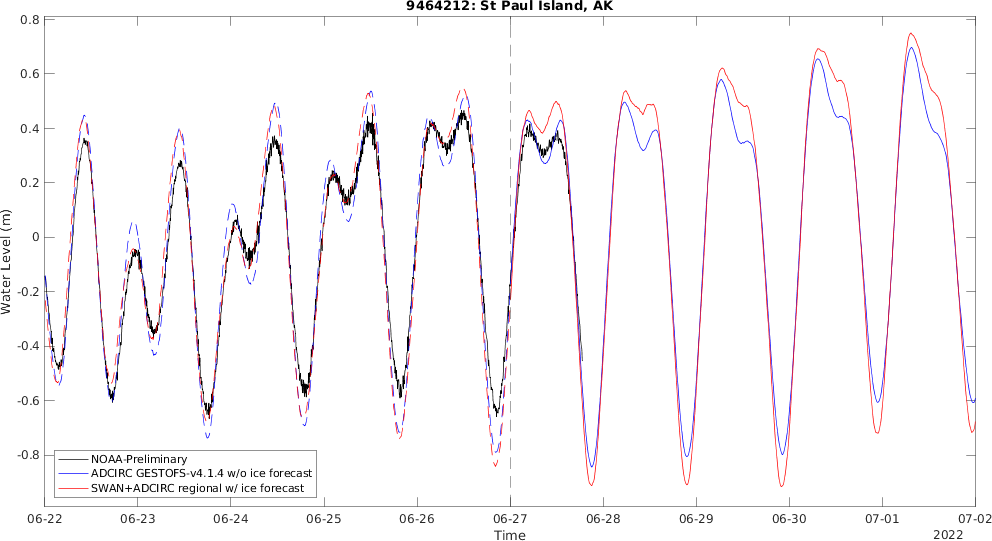 9464212: St Paul Island, AK
0.8
0.6
0.4
0.2
0
-0.2
-0.4
-0.6
-0.8
Water Level (m)
NOAA-Preliminary
ADCIRC GESTOFS-v4.1.4 w/o ice forecast
SWAN+ADCIRC regional w/ ice forecast
06-22 06-23 06-24 06-25 06-26 06-27 06-28 06-29 06-30 07-01 07-02
Time
2022